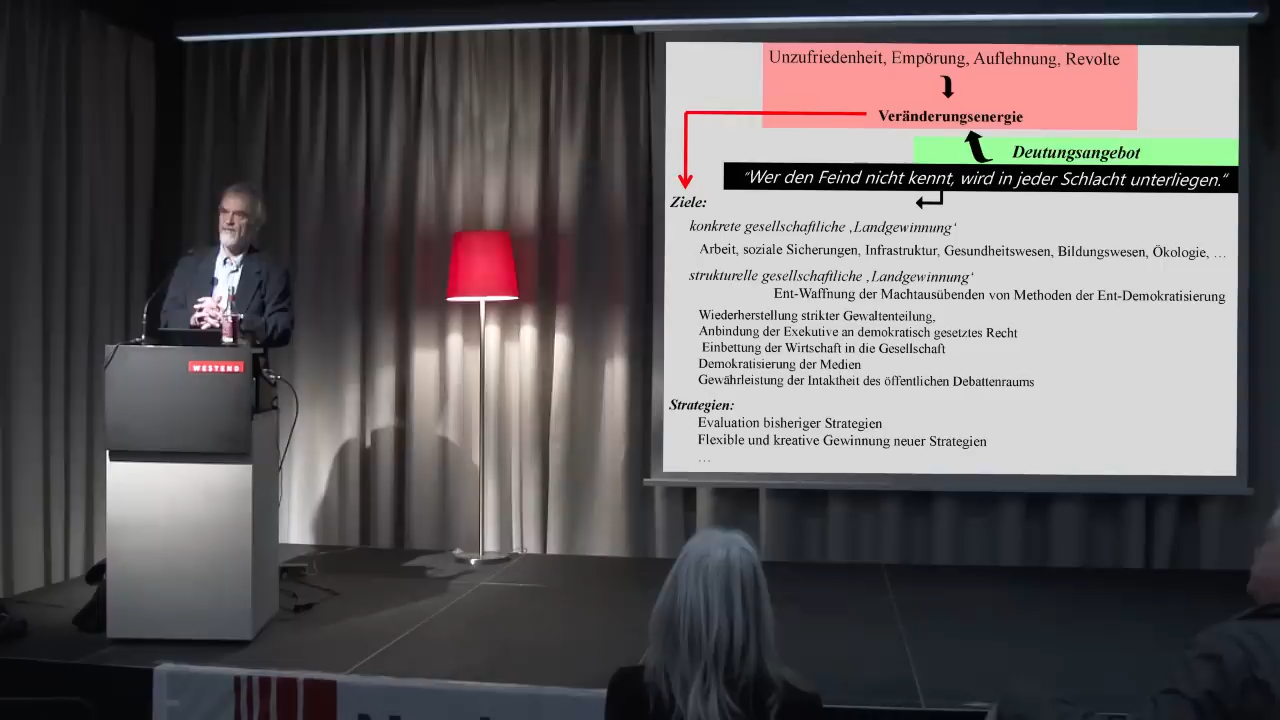 Unzufriedenheit, Empörung, Auflehnung, Revolte
Veränderungsenergie
Deutungsangebot
"Wer den Feind nicht kennt, wird in jeder Schlacht unterliegen."
Ziele:
konkrete gesellschaftliche ‚Landgewinnung'
Arbeit, soziale Sicherungen, Infrastruktur, Gesundheitswesen, Bildungswesen, Ökologie, …
strukturelle gesellschaftliche ‚Landgewinnung'
Ent-Waffnung der Machtausübenden von Methoden der Ent-Demokratisierung
Wiederherstellung strikter Gewaltenteilung,
Anbindung der Exekutive an demokratisch gesetztes Recht
Einbettung der Wirtschaft in die Gesellschaft
Demokratisierung der Medien
Gewährleistung der Intaktheit des öffentlichen Debattenraums
Strategien:
Evaluation bisheriger Strategien
Flexible und kreative Gewinnung neuer Strategien
…
WESTEND